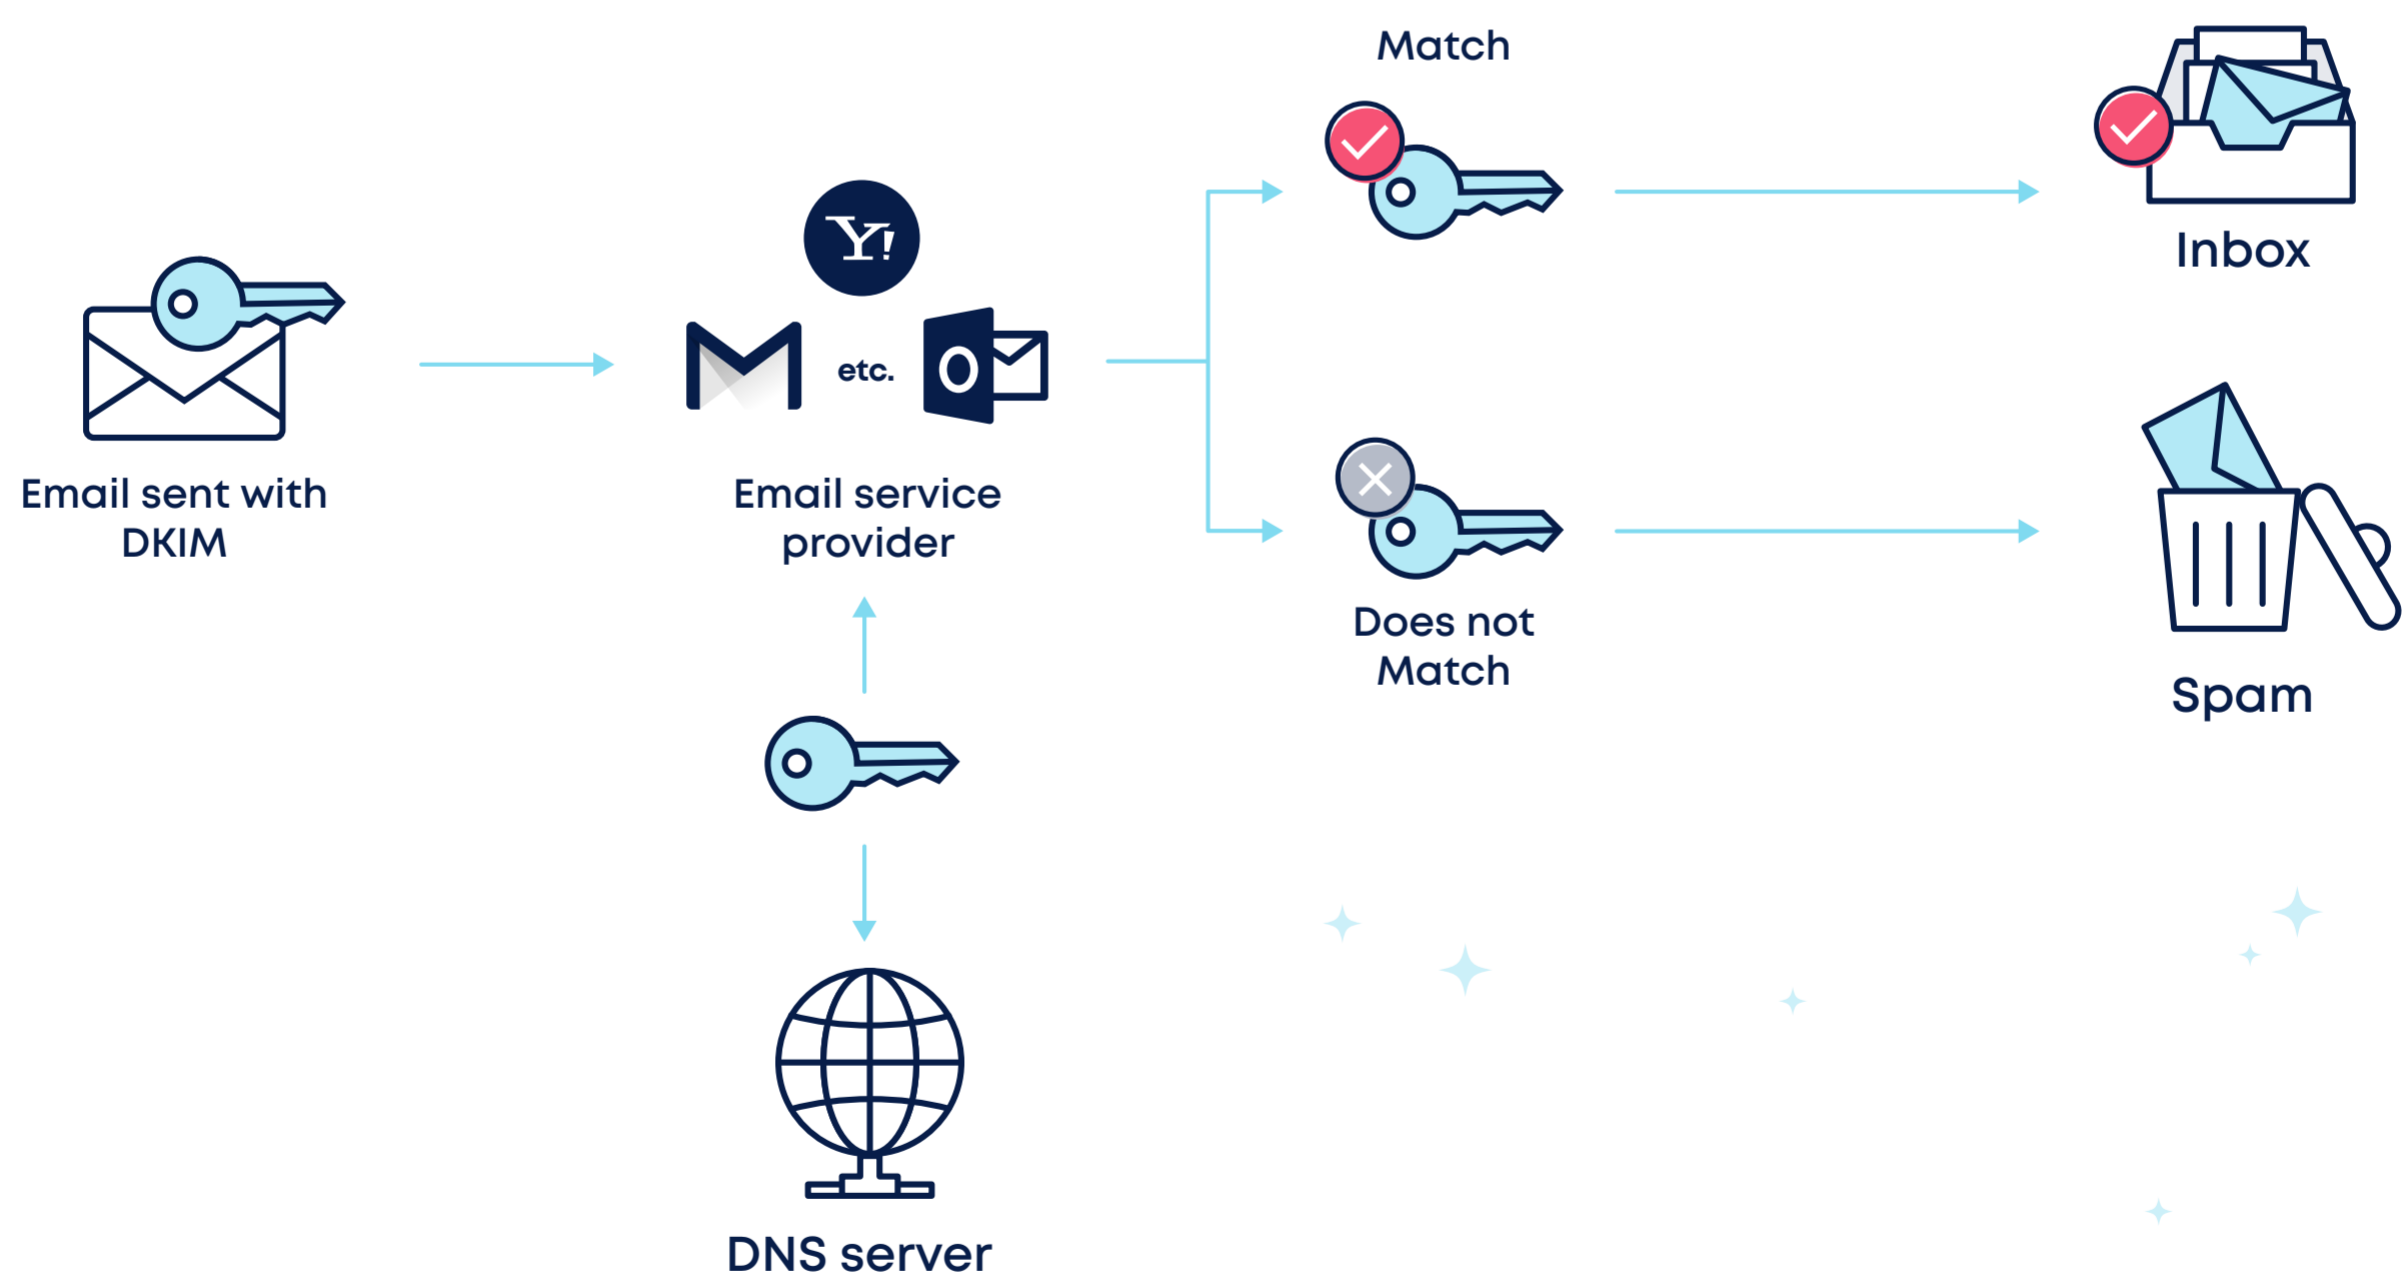 Match
Inbox
Y!
etc.
O
Email sent with
DKIM
Email service
provider
Does not
Match
Spam
DNS server